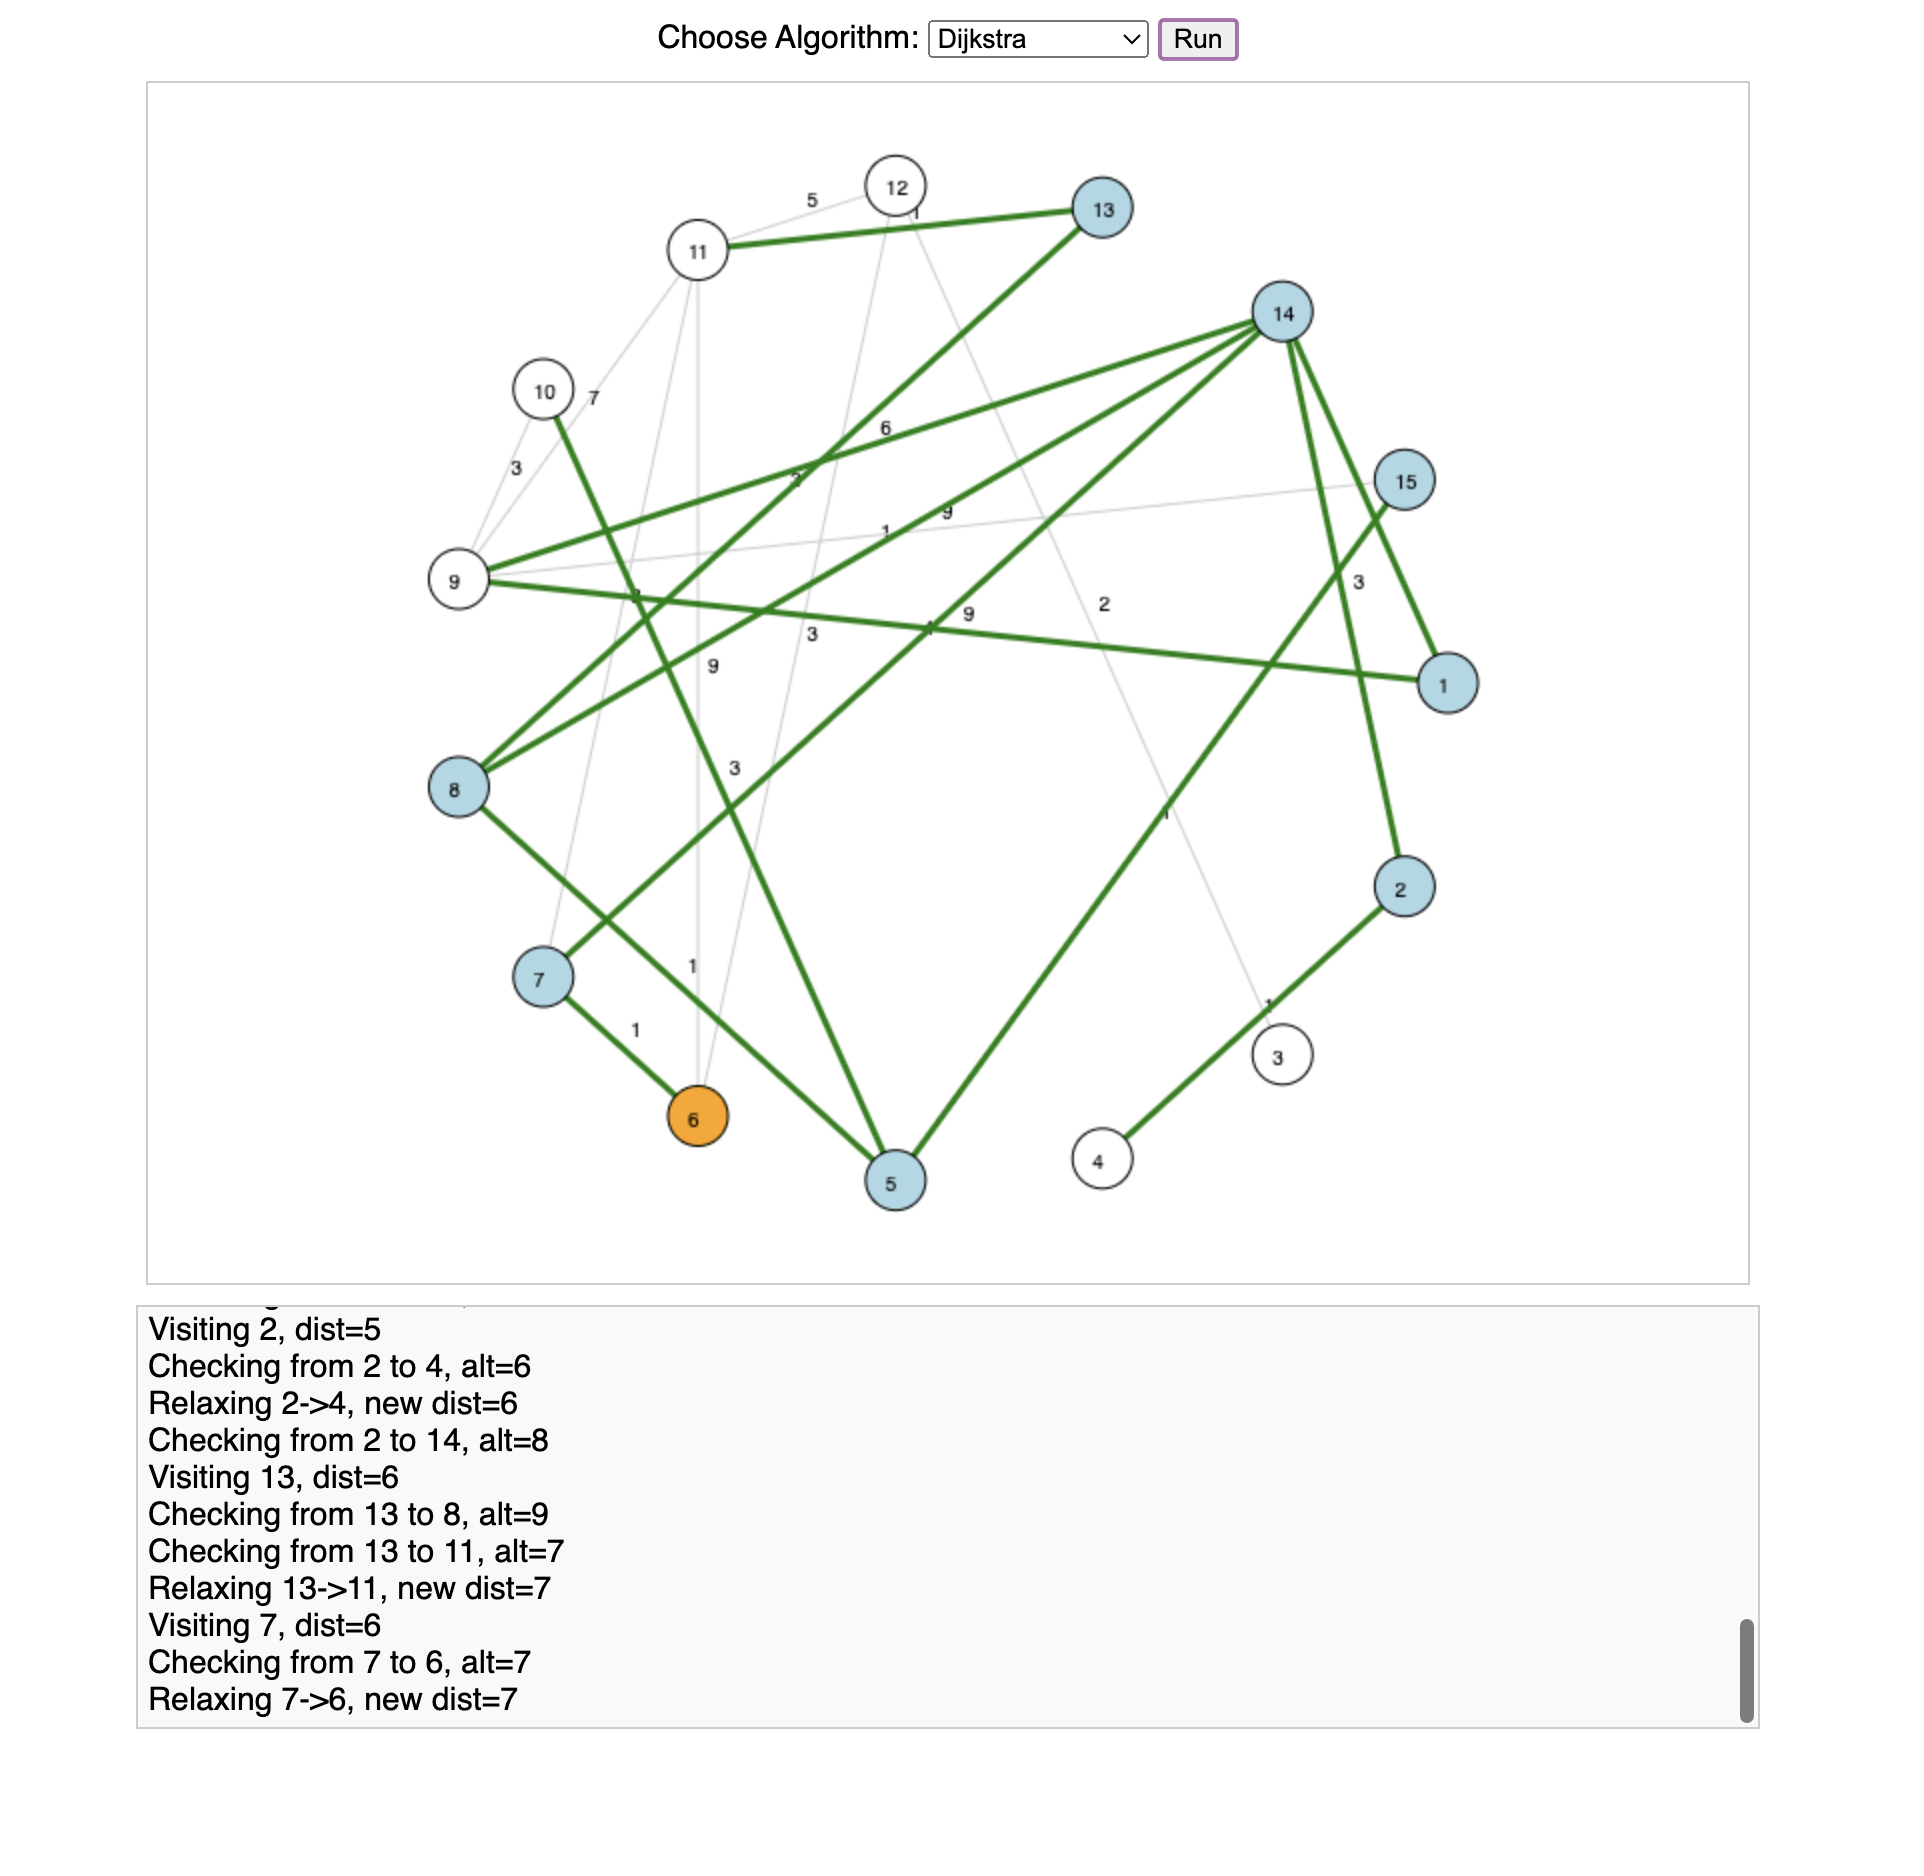 Choose Algorithm: Dijkstra Run
12
5
13
11
14
10
7
6
3
15
9
1
9
2
3
9
3
9
1
8
3
2
7
1
1
3
6
4
5
Visiting 2, dist=5
Checking from 2 to 4, alt=6
Relaxing 2->4, new dist=6
Checking from 2 to 14, alt=8
Visiting 13, dist=6
Checking from 13 to 8, alt=9
Checking from 13 to 11, alt=7
Relaxing 13->11, new dist=7
Visiting 7, dist=6
Checking from 7 to 6, alt=7
Relaxing 7->6, new dist=7